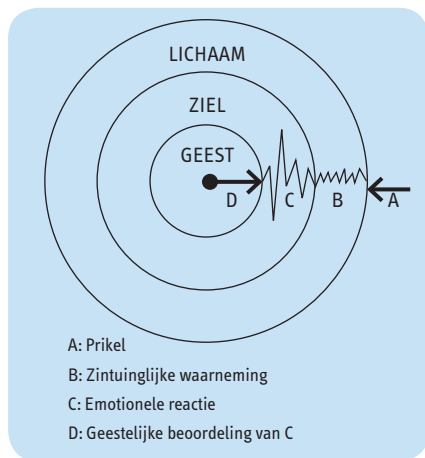 LICHAAM
ZIEL
GEEST
D C B A
A: Prikel
B: Zintuinglijke waarneming
C: Emotionele reactie
D: Geestelijke beoordeling van C